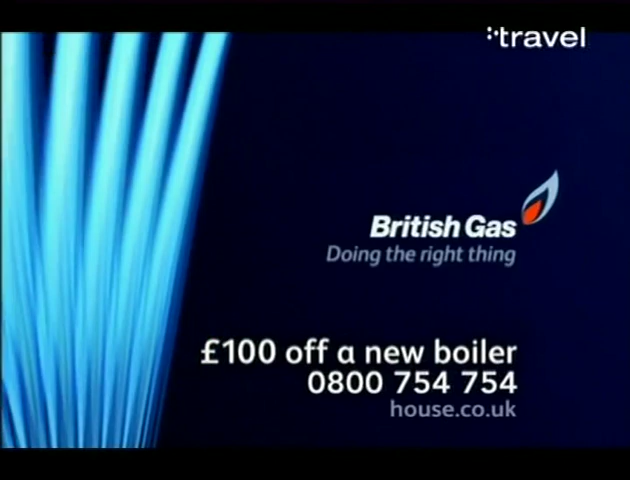 :travel
British Gas
Doing the right thing
£100 off a new boiler
0800 754 754
house.co.uk